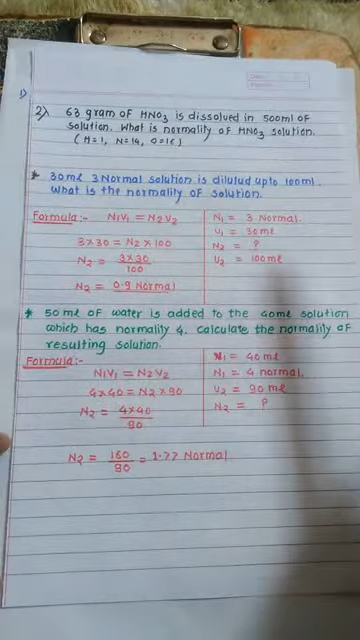 1)
2) 63 gram of HNO3 is dissolved in 500ml of
solution. What is normality of HNO3 solution.
(H=1, N=14, O=16)
* 30ml 3 Normal solution is diluted upto 100ml.
What is the normality of solution.
Formula:- N1V1 = N2V2
3×30 = N2×100
N2 = 3×30
100
N2 = 0.9 Normal
N1 = 3 Normal.
V1 = 30ml
N2 = ?
V2 = 100ml
* 50 ml of water is added to the 40ml solution
which has normality 4. calculate the normality of
resulting solution.
Formula:-
N1V1 = N2V2
4×40 = N2×90
N2 = 4×40
90
= 40ml
N1 = 4 normal.
V2 = 90ml
N2 = ?
N2 = 160 = 1.77 Normal
90